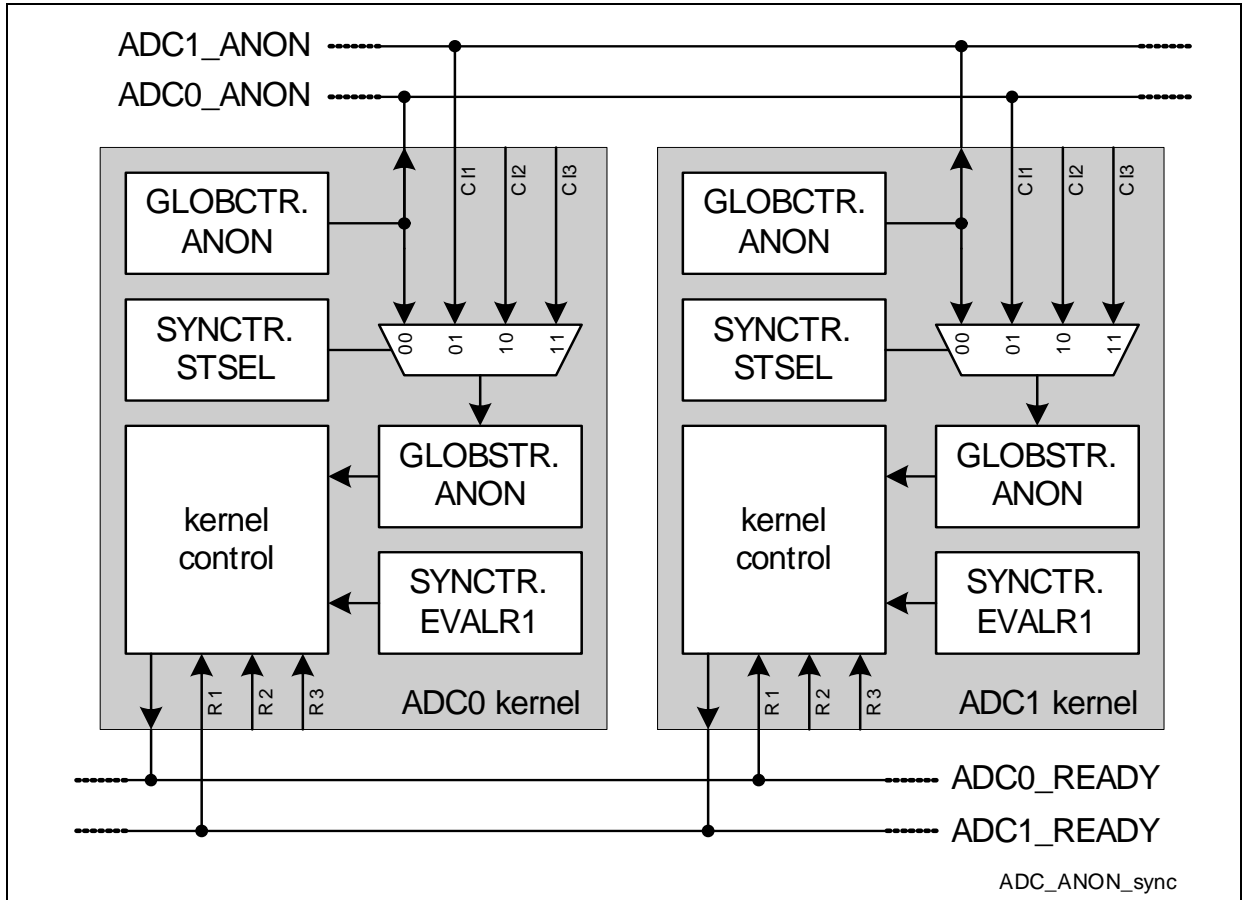 ADC1_ANON
ADC0_ANON
CI1
CI2
CI3
GLOBCTR.
ANON
SYNCTR.
STSEL
00
01
10
11
GLOBSTR.
ANON
kernel
control
SYNCTR.
EVALR1
R1
R2
R3
ADC0 kernel
CI1
CI2
CI3
GLOBCTR.
ANON
SYNCTR.
STSEL
00
01
10
11
GLOBSTR.
ANON
kernel
control
SYNCTR.
EVALR1
R1
R2
R3
ADC1 kernel
ADC0_READY
ADC1_READY
ADC_ANON_sync